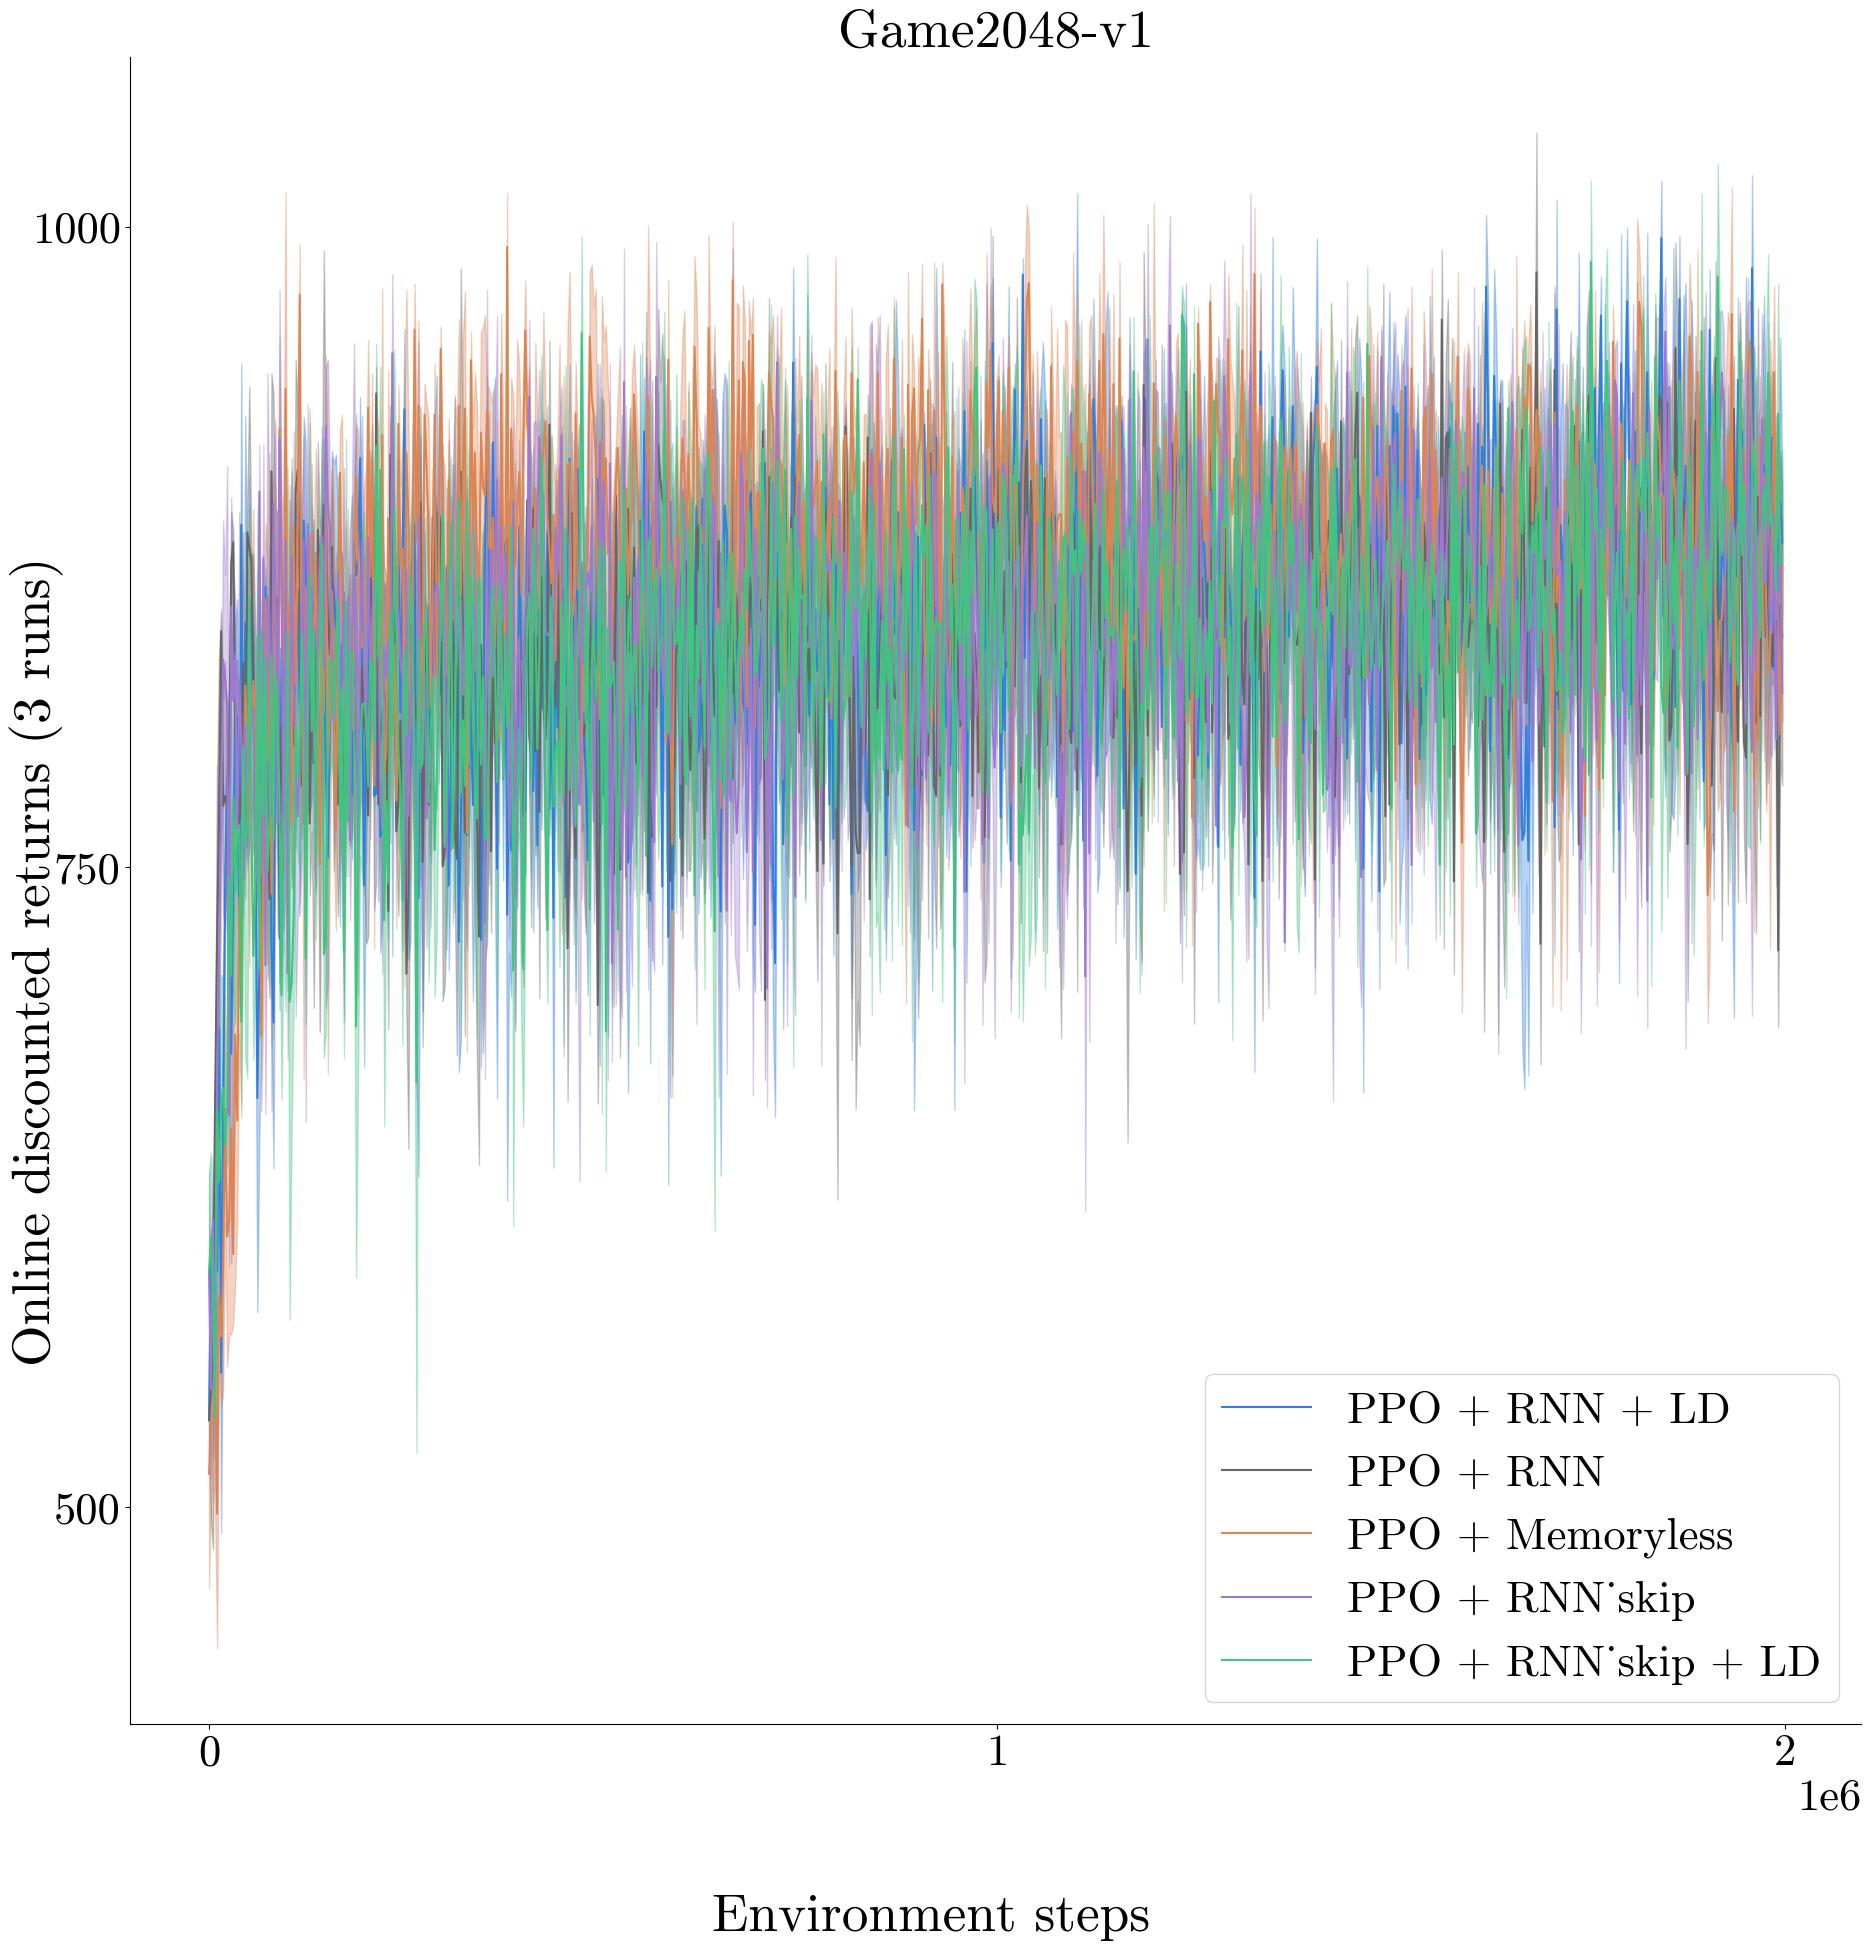 Game2048-v1
Online discounted returns (3 runs)
1000
750
500
PPO + RNN + LD
PPO + RNN
PPO + Memoryless
PPO + RNN˙skip
PPO + RNN˙skip + LD
0 1 2
1e6
Environment steps